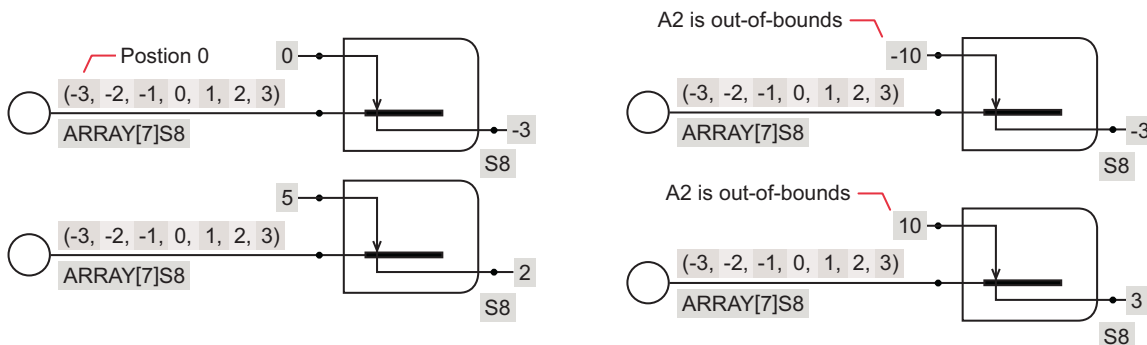 Postion 0
0
(-3, -2, -1, 0, 1, 2, 3)
ARRAY[7]S8
-3
S8
5
(-3, -2, -1, 0, 1, 2, 3)
ARRAY[7]S8
2
S8
A2 is out-of-bounds
-10
(-3, -2, -1, 0, 1, 2, 3)
ARRAY[7]S8
-3
S8
A2 is out-of-bounds
10
(-3, -2, -1, 0, 1, 2, 3)
ARRAY[7]S8
3
S8